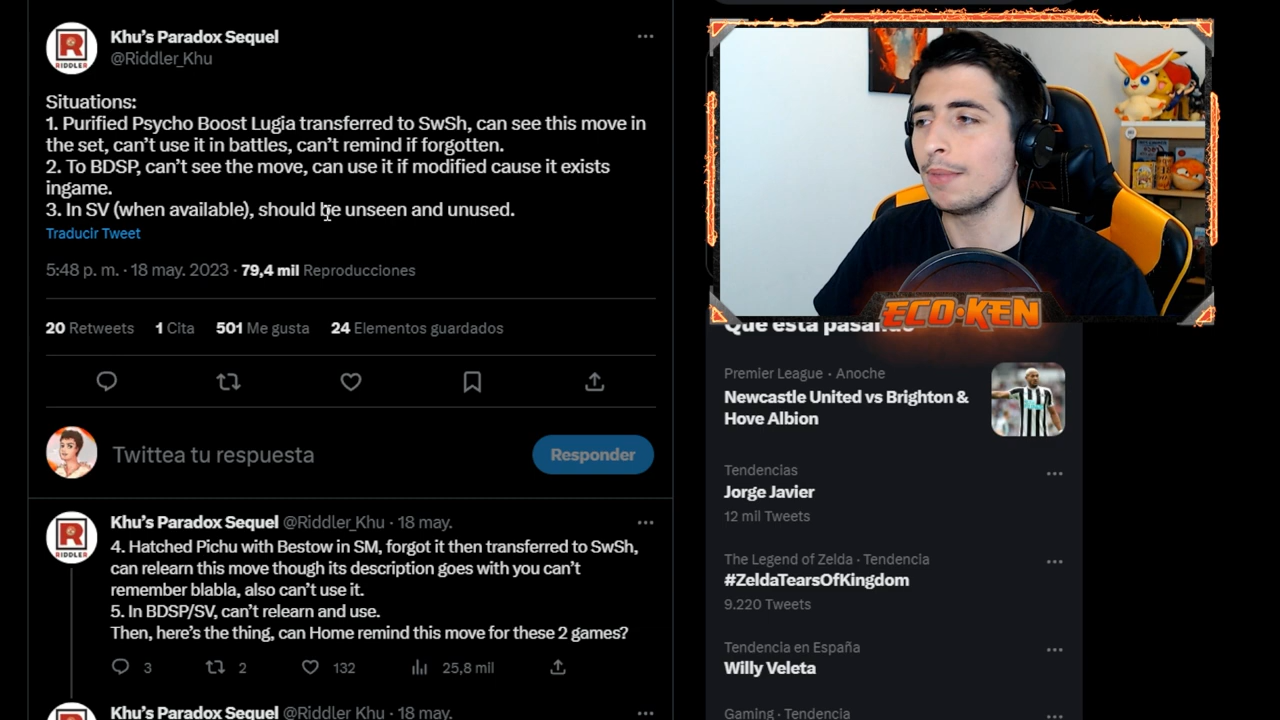 Khu's Paradox Sequel
@Riddler_Khu
RIDDLER
Situations:
1. Purified Psycho Boost Lugia transferred to SwSh, can see this move in
the set, can't use it in battles, can't remind if forgotten.
2. To BDSP, can't see the move, can use it if modified cause it exists
ingame.
3. In SV (when available), should be unseen and unused.
Traducir Tweet
5:48 p. m. · 18 may. 2023 · 79,4 mil Reproducciones
20 Retweets 1 Cita 501 Me gusta 24 Elementos guardados
Twittea tu respuesta
Responder
Khu's Paradox Sequel @Riddler_Khu · 18 may.
RIDDLER
4. Hatched Pichu with Bestow in SM, forgot it then transferred to SwSh,
can relearn this move though its description goes with you can't
remember blabla, also can't use it.
5. In BDSP/SV, can't relearn and use.
Then, here's the thing, can Home remind this move for these 2 games?
3 2 132 25,8 mil
Khu's Paradox Sequel @Riddler_Khu · 18 may.
ECO·KEN
Qué está pasando
Premier League · Anoche
Newcastle United vs Brighton &
Hove Albion
Tendencias
Jorge Javier
12 mil Tweets
The Legend of Zelda · Tendencia
#ZeldaTearsOfKingdom
9.220 Tweets
Tendencia en España
Willy Veleta
Gaming · Tendencia